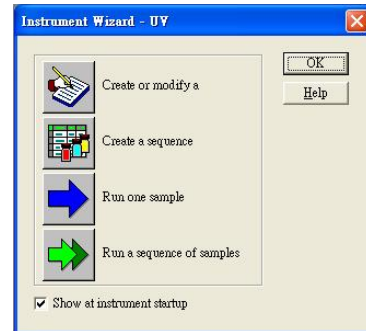 Instrument Wizard - UV
OK
Create or modify a
Help
Create a sequence
Run one sample
Run a sequence of samples
Show at instrument startup